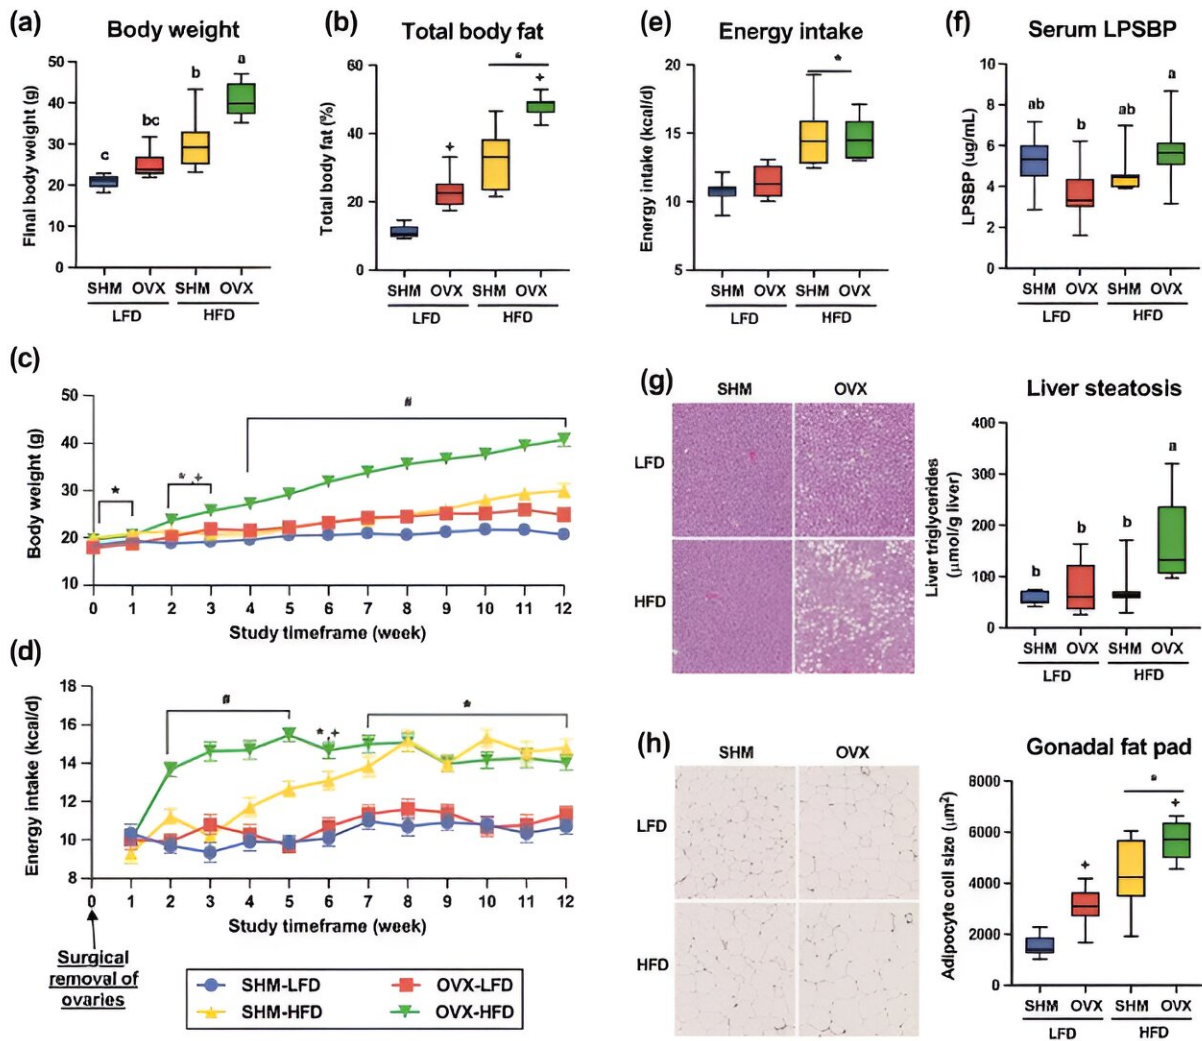 (a)
Body weight
Final body weight (g)
50
40
30
20
10
0
c
bc
b
a
SHM OVX SHM OVX
LFD HFD
(b)
Total body fat
Total body fat (%)
60
40
20
0
+
*
+
SHM OVX SHM OVX
LFD HFD
(e)
Energy intake
Energy intake (kcal/d)
20
15
10
5
*
SHM OVX SHM OVX
LFD HFD
(f)
Serum LPSBP
LPSBP (ug/mL)
10
8
6
4
2
0
ab
b
ab
a
SHM OVX SHM OVX
LFD HFD
(c)
Body weight (g)
50
40
30
20
10
*
*,+
#
0 1 2 3 4 5 6 7 8 9 10 11 12
Study timeframe (week)
(d)
Energy intake (kcal/d)
18
16
14
12
10
8
#
*,+
*
0 1 2 3 4 5 6 7 8 9 10 11 12
Study timeframe (week)
Surgical
removal of
ovaries
SHM-LFD OVX-LFD
SHM-HFD OVX-HFD
(g)
SHM OVX
LFD
HFD
Liver steatosis
Liver triglycerides
(μmol/g liver)
400
300
200
100
0
b
b
b
a
SHM OVX SHM OVX
LFD HFD
(h)
SHM OVX
LFD
HFD
Gonadal fat pad
Adipocyte cell size (μm²)
8000
6000
4000
2000
0
+
*
+
SHM OVX SHM OVX
LFD HFD